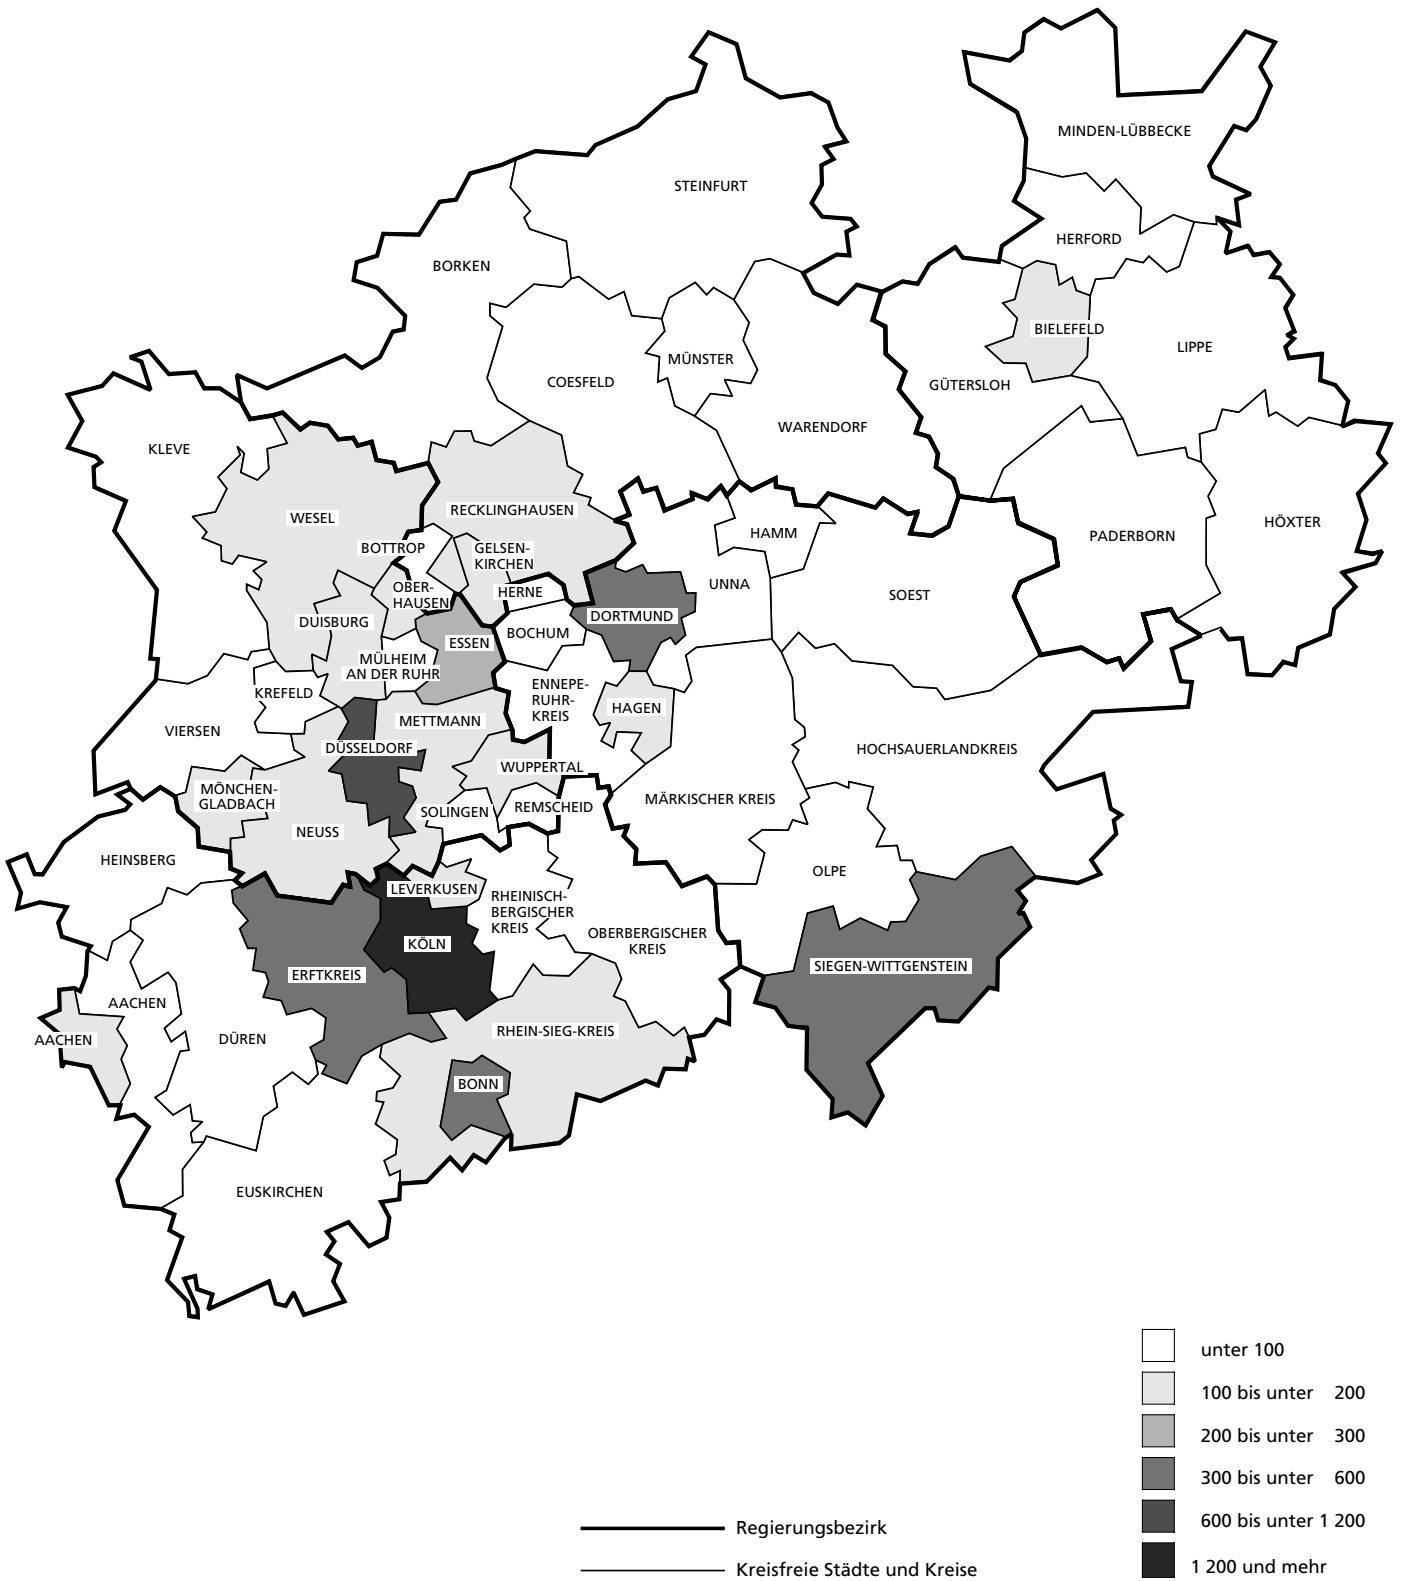 MINDEN-LÜBBECKE
STEINFURT
HERFORD
BORKEN
BIELEFELD
LIPPE
MÜNSTER
COESFELD
GÜTERSLOH
WARENDORF
KLEVE
RECKLINGHAUSEN
WESEL
HÖXTER
HAMM
PADERBORN
BOTTROP
GELSEN-
KIRCHEN
UNNA
OBER-
HAUSEN
HERNE
SOEST
DORTMUND
DUISBURG
BOCHUM
ESSEN
MÜLHEIM
AN DER RUHR
KREFELD
ENNEPE-
RUHR-
KREIS
HAGEN
METTMANN
VIERSEN
DÜSSELDORF
HOCHSAUERLANDKREIS
WUPPERTAL
MÖNCHEN-
GLADBACH
MÄRKISCHER KREIS
REMSCHEID
SOLINGEN
NEUSS
HEINSBERG
OLPE
LEVERKUSEN
RHEINISCH-
BERGISCHER
KREIS
OBERBERGISCHER
KREIS
KÖLN
SIEGEN-WITTGENSTEIN
ERFTKREIS
AACHEN
RHEIN-SIEG-KREIS
AACHEN
DÜREN
BONN
EUSKIRCHEN
unter 100
100 bis unter 200
200 bis unter 300
300 bis unter 600
600 bis unter 1 200
1 200 und mehr
Regierungsbezirk
Kreisfreie Städte und Kreise